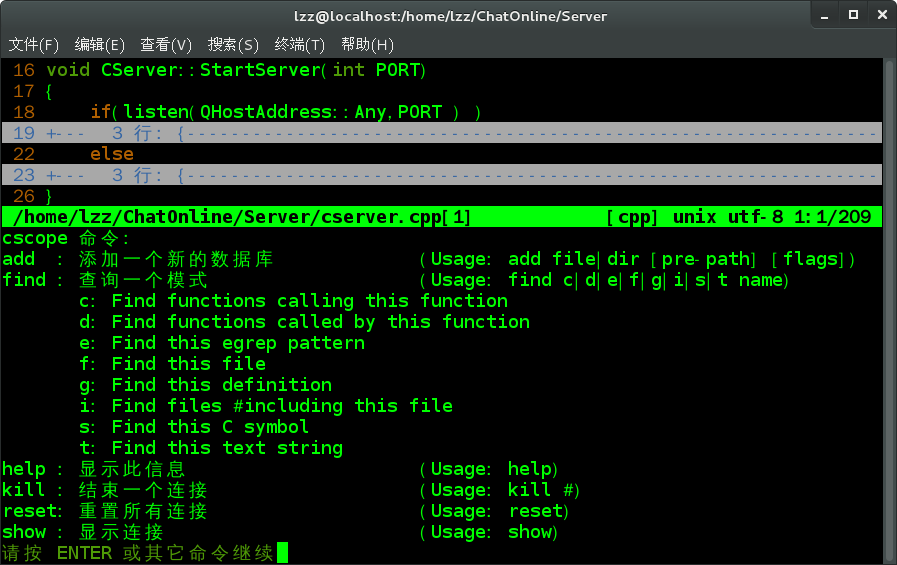 lzz@localhost:/home/lzz/ChatOnline/Server
文件(F) 编辑(E) 查看(V) 搜索(S) 终端(T) 帮助(H)
16 void CServer::StartServer(int PORT)
17 {
18     if(listen(QHostAddress::Any,PORT ) )
19 +---  3 行: {---------------------------------------------------------------
22     else
23 +---  3 行: {---------------------------------------------------------------
26 }
/home/lzz/ChatOnline/Server/cserver.cpp[1] [cpp] unix utf-8 1:1/209
cscope 命令:
add  : 添加一个新的数据库             (Usage: add file|dir [pre-path] [flags])
find : 查询一个模式                   (Usage: find c|d|e|f|g|i|s|t name)
c: Find functions calling this function
d: Find functions called by this function
e: Find this egrep pattern
f: Find this file
g: Find this definition
i: Find files #including this file
s: Find this C symbol
t: Find this text string
help : 显示此信息                     (Usage: help)
kill : 结束一个连接                   (Usage: kill #)
reset: 重置所有连接                   (Usage: reset)
show : 显示连接                       (Usage: show)
请按 ENTER 或其它命令继续